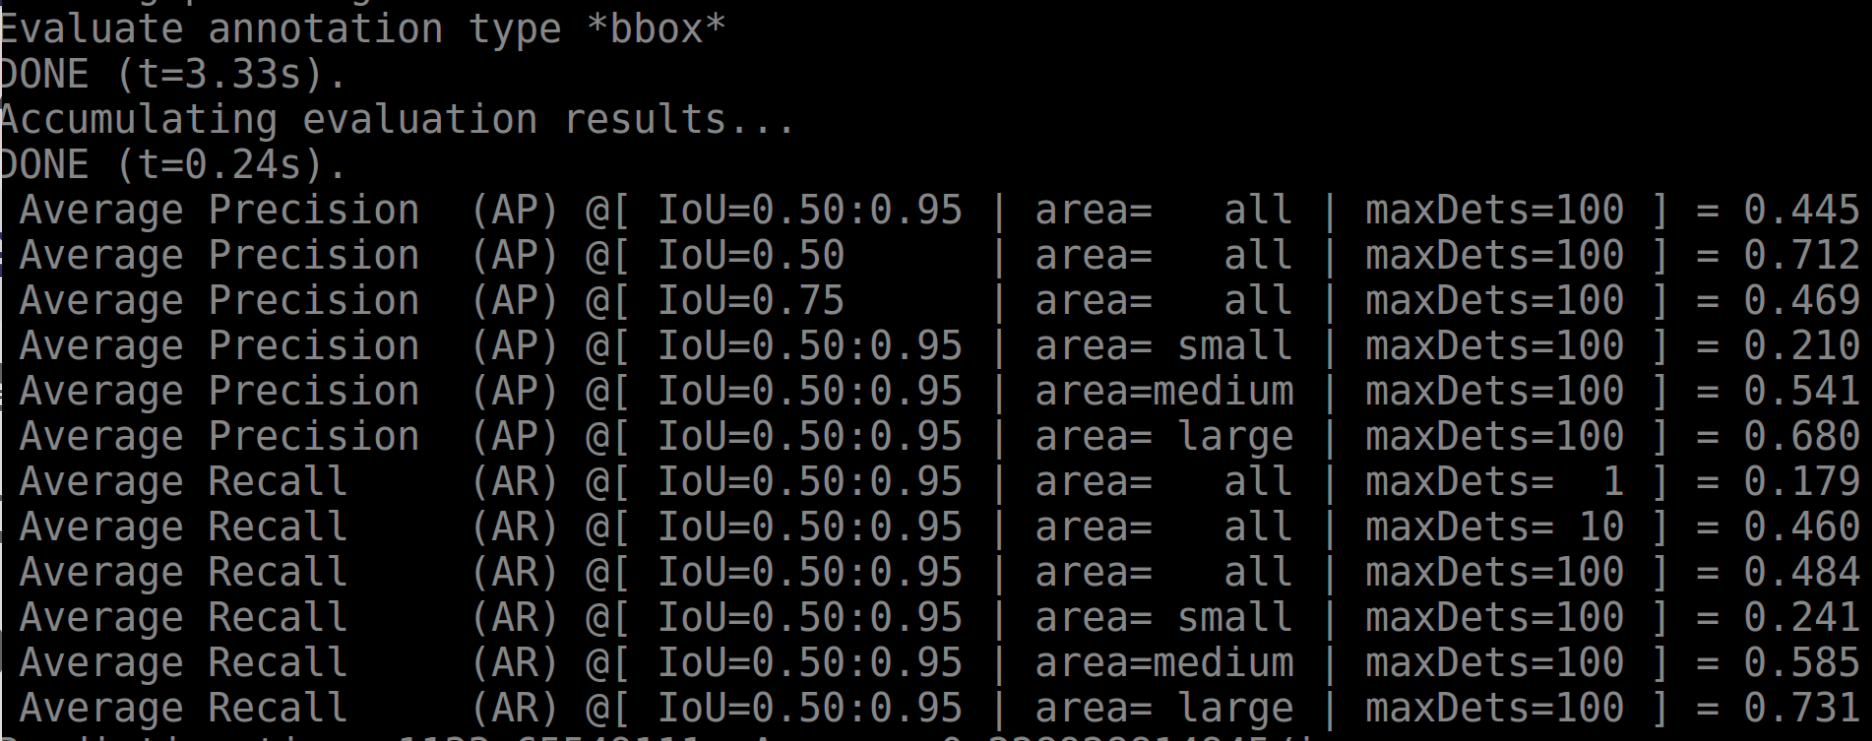 Evaluate annotation type *bbox*
DONE (t=3.33s).
Accumulating evaluation results...
DONE (t=0.24s).
Average Precision  (AP) @[ IoU=0.50:0.95 | area=   all | maxDets=100 ] = 0.445
Average Precision  (AP) @[ IoU=0.50      | area=   all | maxDets=100 ] = 0.712
Average Precision  (AP) @[ IoU=0.75      | area=   all | maxDets=100 ] = 0.469
Average Precision  (AP) @[ IoU=0.50:0.95 | area= small | maxDets=100 ] = 0.210
Average Precision  (AP) @[ IoU=0.50:0.95 | area=medium | maxDets=100 ] = 0.541
Average Precision  (AP) @[ IoU=0.50:0.95 | area= large | maxDets=100 ] = 0.680
Average Recall     (AR) @[ IoU=0.50:0.95 | area=   all | maxDets=  1 ] = 0.179
Average Recall     (AR) @[ IoU=0.50:0.95 | area=   all | maxDets= 10 ] = 0.460
Average Recall     (AR) @[ IoU=0.50:0.95 | area=   all | maxDets=100 ] = 0.484
Average Recall     (AR) @[ IoU=0.50:0.95 | area= small | maxDets=100 ] = 0.241
Average Recall     (AR) @[ IoU=0.50:0.95 | area=medium | maxDets=100 ] = 0.585
Average Recall     (AR) @[ IoU=0.50:0.95 | area= large | maxDets=100 ] = 0.731